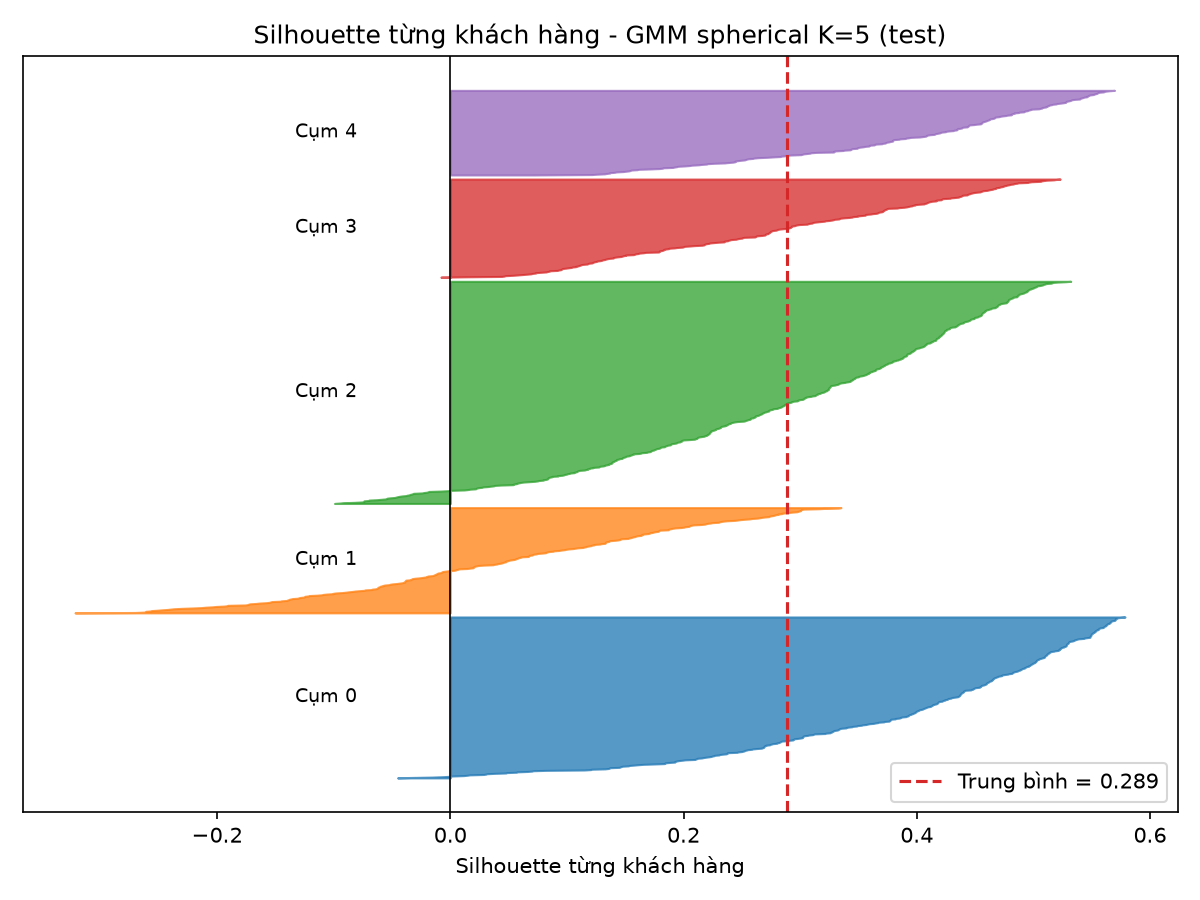 Silhouette từng khách hàng - GMM spherical K=5 (test)
Cụm 4
Cụm 3
Cụm 2
Cụm 1
Cụm 0
Trung bình = 0.289
−0.2
0.0
0.2
0.4
0.6
Silhouette từng khách hàng